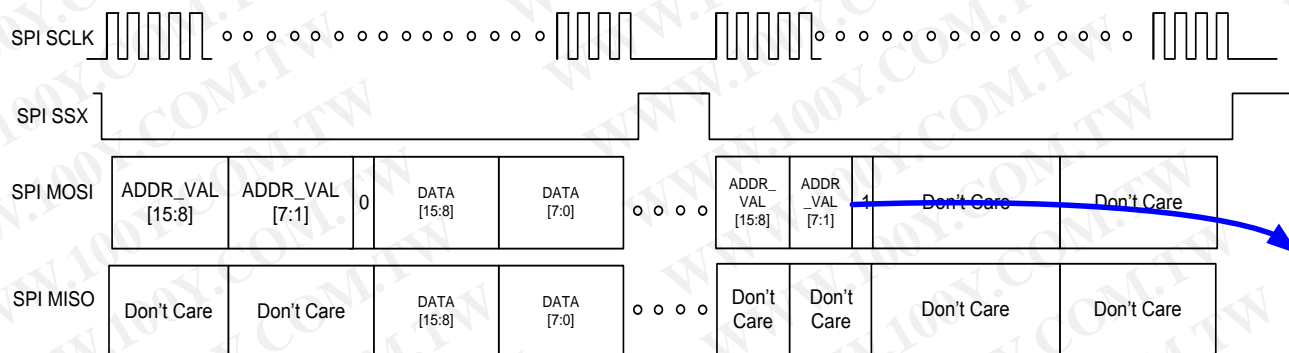 SPI SCLK
SPI SSX
SPI MOSI
ADDR_VAL
[15:8]
ADDR_VAL
[7:1]
0
DATA
[15:8]
DATA
[7:0]
ADDR_
VAL
[15:8]
ADDR
_VAL
[7:1]
1
Don't Care
Don't Care
SPI MISO
Don't Care
Don't Care
DATA
[15:8]
DATA
[7:0]
Don't
Care
Don't
Care
Don't Care
Don't Care
WWW.100Y.COM.TW